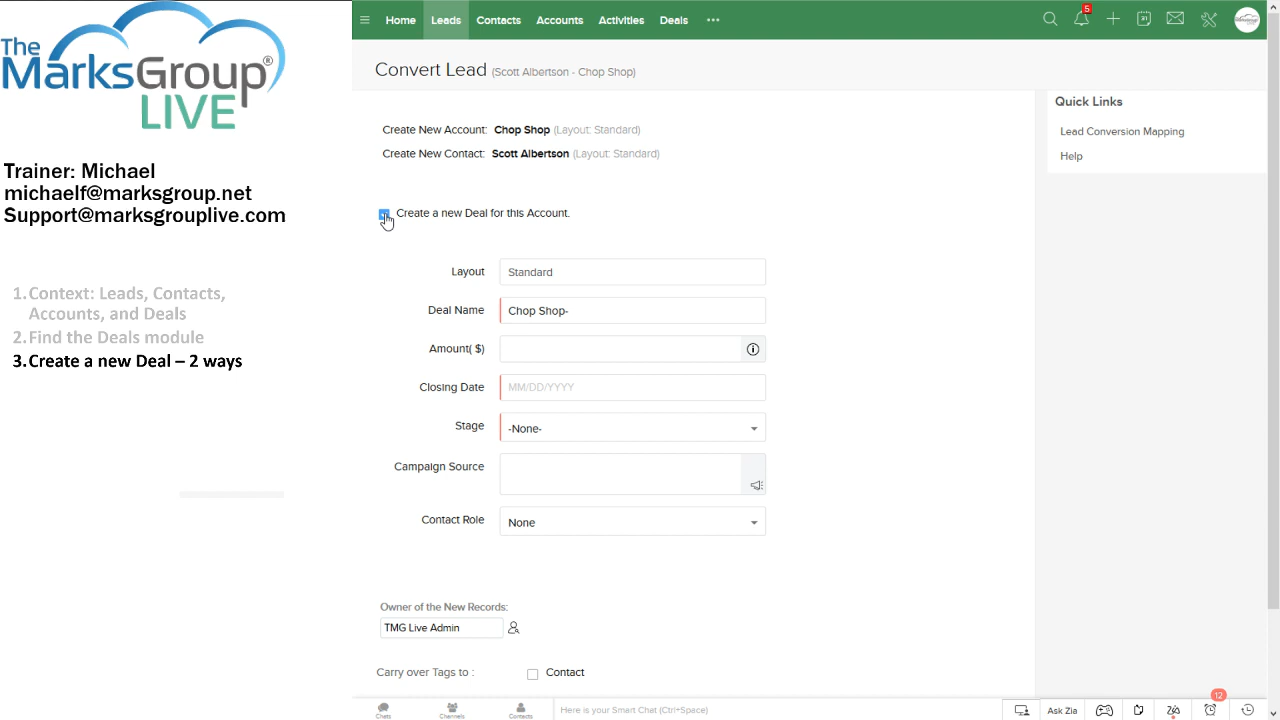 The
MarksGroup®
LIVE
Trainer: Michael
michaelf@marksgroup.net
Support@marksgrouplive.com
1. Context: Leads, Contacts,
Accounts, and Deals
2. Find the Deals module
3. Create a new Deal – 2 ways
Home Leads Contacts Accounts Activities Deals ••• 5 31
Convert Lead (Scott Albertson - Chop Shop)
Create New Account: Chop Shop (Layout: Standard)
Create New Contact: Scott Albertson (Layout: Standard)
Create a new Deal for this Account.
Layout Standard
Deal Name Chop Shop-
Amount( $)
Closing Date MM/DD/YYYY
Stage -None-
Campaign Source
Contact Role None
Owner of the New Records:
TMG Live Admin
Carry over Tags to : Contact
Quick Links
Lead Conversion Mapping
Help
Chats Channels Contacts Here is your Smart Chat (Ctrl+Space) Ask Zia 12